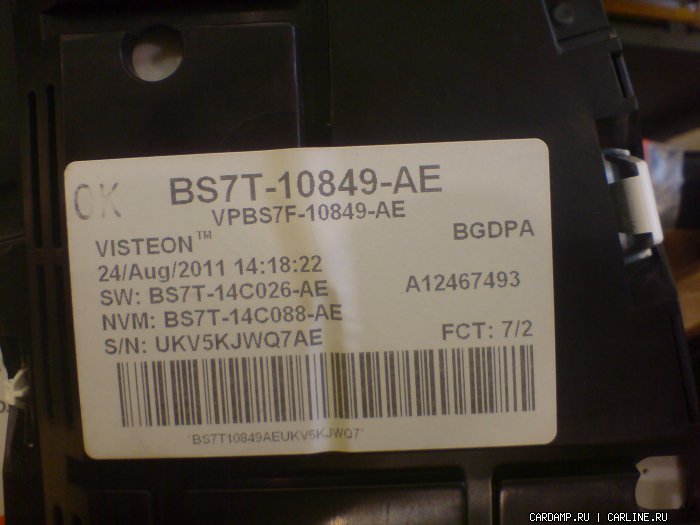 OK
BS7T-10849-AE
VPBS7F-10849-AE
VISTEON™
BGDPA
24/Aug/2011 14:18:22
SW: BS7T-14C026-AE
A12467493
NVM: BS7T-14C088-AE
S/N: UKV5KJWQ7AE
FCT: 7/2
*BS7T10849AEUKV5KJWQ7*
CARDAMP.RU | CARLINE.RU